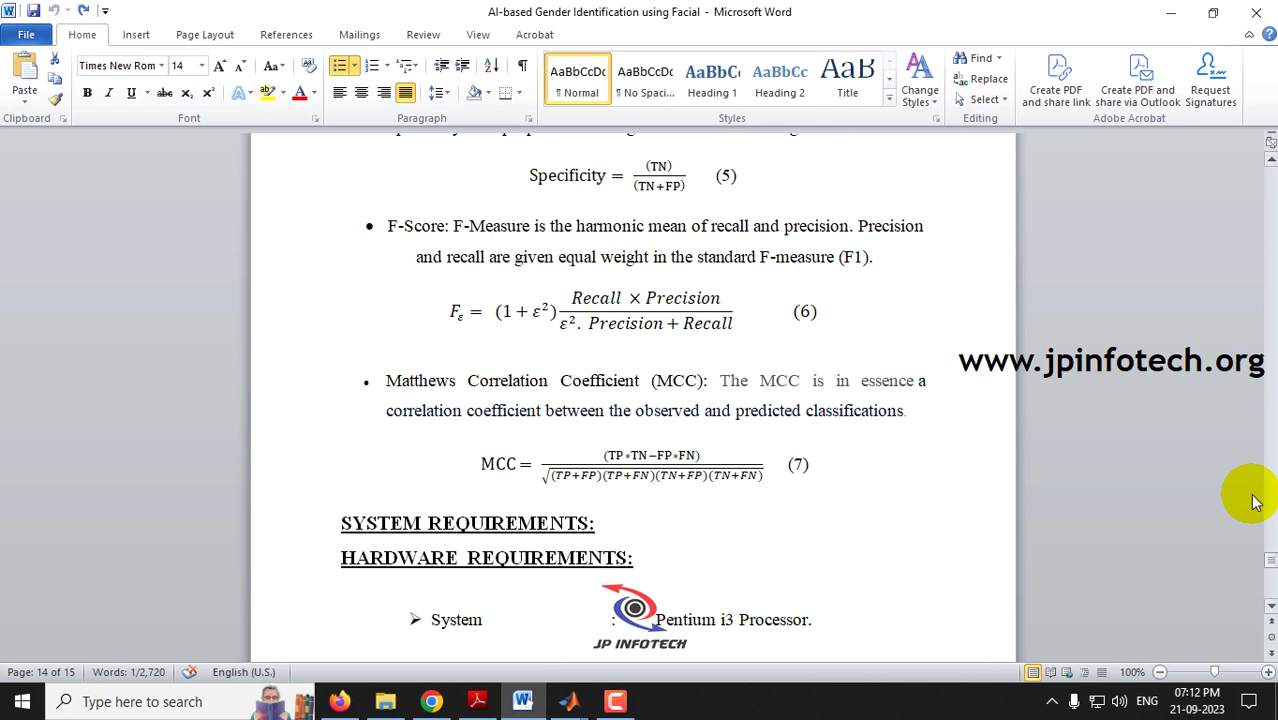 AI-based Gender Identification using Facial - Microsoft Word
File Home Insert Page Layout References Mailings Review View Acrobat
Times New Rom 14
Paste
AaBbCcDc AaBbCcDc AaBbC AaBbCc AaB
¶ Normal ¶ No Spaci... Heading 1 Heading 2 Title
Change Styles
Find
Replace
Select
Create PDF and share link
Create PDF and share via Outlook
Request Signatures
Clipboard Font Paragraph Styles Editing Adobe Acrobat
Specificity = (TN) / (TN+FP) (5)
• F-Score: F-Measure is the harmonic mean of recall and precision. Precision
and recall are given equal weight in the standard F-measure (F1).
Fε = (1 + ε²) Recall × Precision / ε². Precision + Recall (6)
www.jpinfotech.org
• Matthews Correlation Coefficient (MCC): The MCC is in essence a
correlation coefficient between the observed and predicted classifications.
MCC = (TP*TN−FP*FN) / √(TP+FP)(TP+FN)(TN+FP)(TN+FN) (7)
SYSTEM REQUIREMENTS:
HARDWARE REQUIREMENTS:
➢ System : Pentium i3 Processor.
JP INFOTECH
Page: 14 of 15 Words: 1/2,720 English (U.S.) 100%
Type here to search
ENG
07:12 PM
21-09-2023